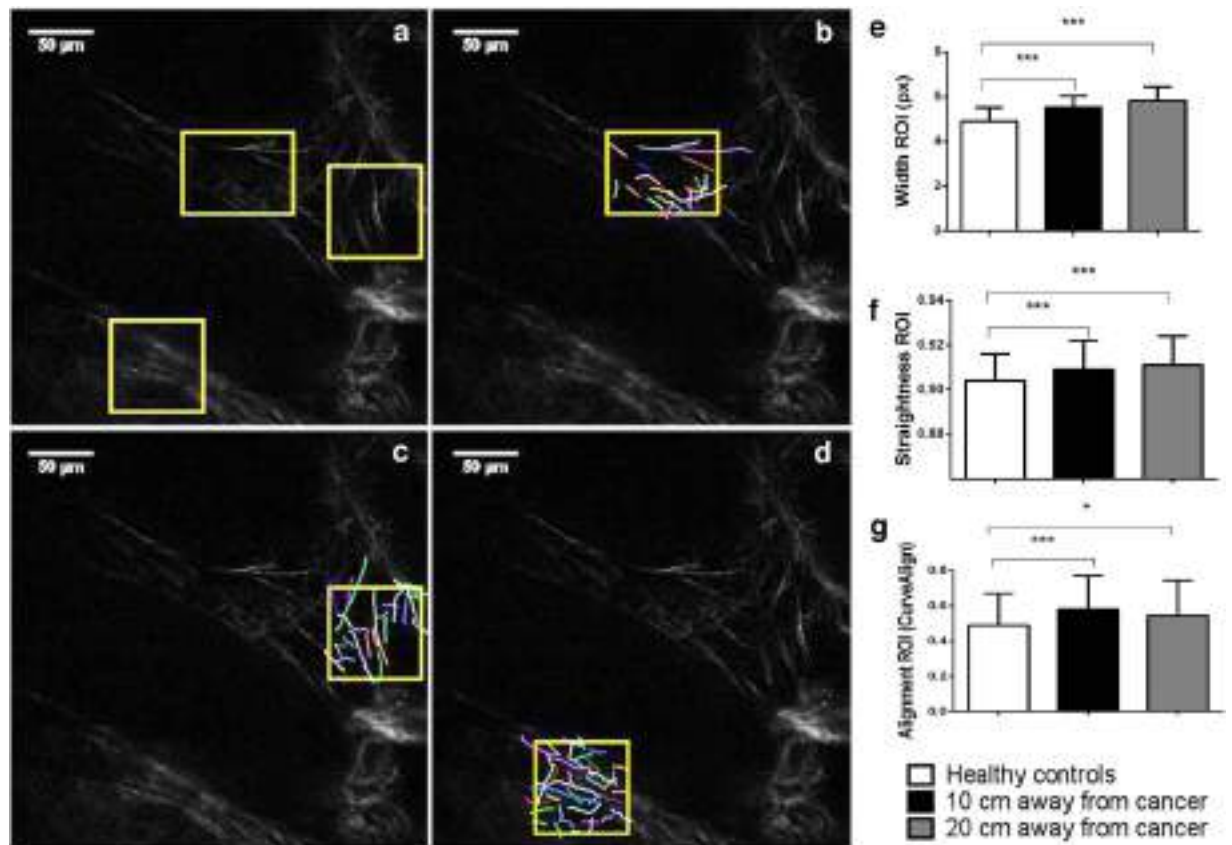 50 µm
a
50 µm
b
50 µm
c
50 µm
d
e
***
***
8
6
4
2
0
Width ROI (px)
f
***
***
0.94
0.92
0.90
0.88
Straightness ROI
g
*
***
0.8
0.6
0.4
0.2
0.0
Alignment ROI (CurveAlign)
Healthy controls
10 cm away from cancer
20 cm away from cancer